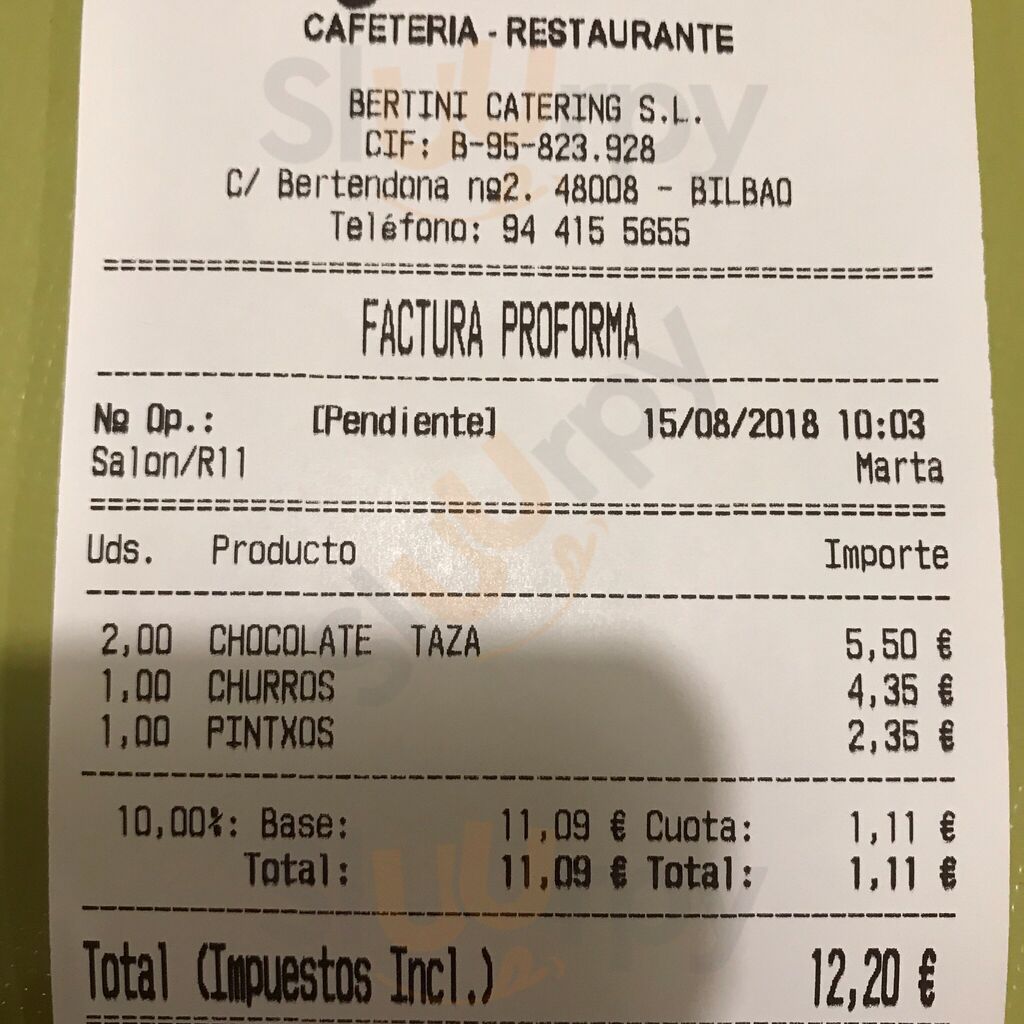 CAFETERIA - RESTAURANTE
BERTINI CATERING S.L.
CIF: B-95-823.928
C/ Bertendona nº2. 48008 - BILBAO
Teléfono: 94 415 5655
FACTURA PROFORMA
Nº Op.: [Pendiente] 15/08/2018 10:03
Salon/R11 Marta
Uds. Producto Importe
2,00 CHOCOLATE TAZA 5,50 €
1,00 CHURROS 4,35 €
1,00 PINTXOS 2,35 €
10,00%: Base: 11,09 € Cuota: 1,11 €
Total: 11,09 € Total: 1,11 €
Total (Impuestos Incl.) 12,20 €
Sluurpy
Sluurpy
Sluurpy